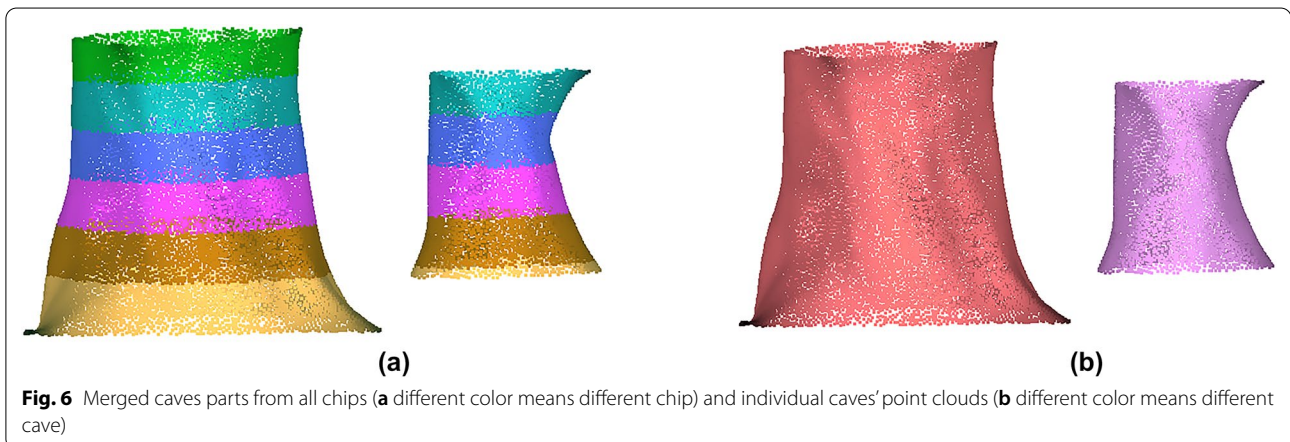 (a)
(b)
Fig. 6 Merged caves parts from all chips (a different color means different chip) and individual caves' point clouds (b different color means different
cave)